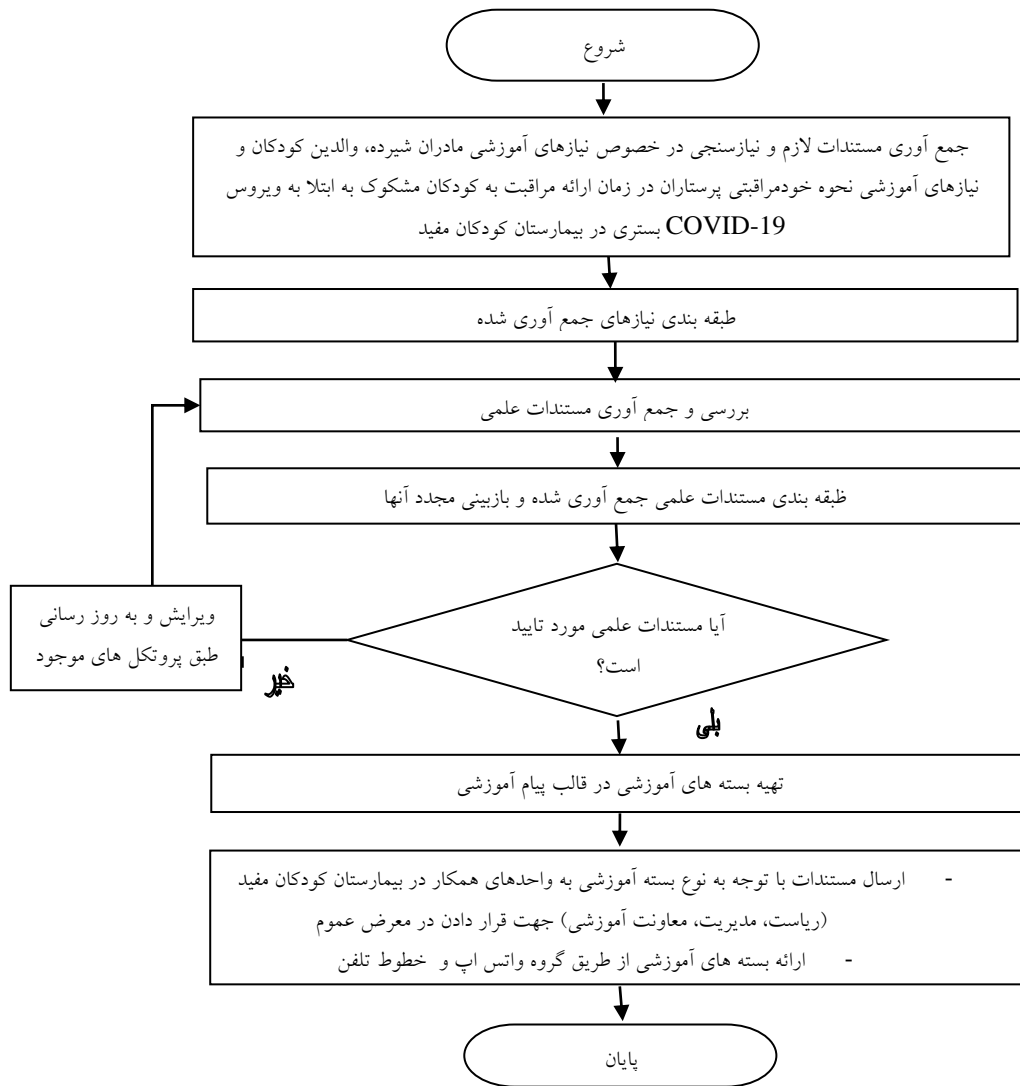 شروع
جمع آوری مستندات لازم و نیازسنجی در خصوص نیازهای آموزشی مادران شیرده، والدین کودکان و
نیازهای آموزشی نحوه خودمراقبتی پرستاران در زمان ارائه مراقبت به کودکان مشکوک به ابتلا به ویروس
COVID-19 بستری در بیمارستان کودکان مفید
طبقه بندی نیازهای جمع آوری شده
بررسی و جمع آوری مستندات علمی
ظبقه بندی مستندات علمی جمع آوری شده و بازبینی مجدد آنها
آیا مستندات علمی مورد تایید
است؟
خیر
ویرایش و به روز رسانی
طبق پروتکل های موجود
بلی
تهیه بسته های آموزشی در قالب پیام آموزشی
- ارسال مستندات با توجه به نوع بسته آموزشی به واحدهای همکار در بیمارستان کودکان مفید
(ریاست، مدیریت، معاونت آموزشی) جهت قرار دادن در معرض عموم
- ارائه بسته های آموزشی از طریق گروه واتس اپ و خطوط تلفن
پایان